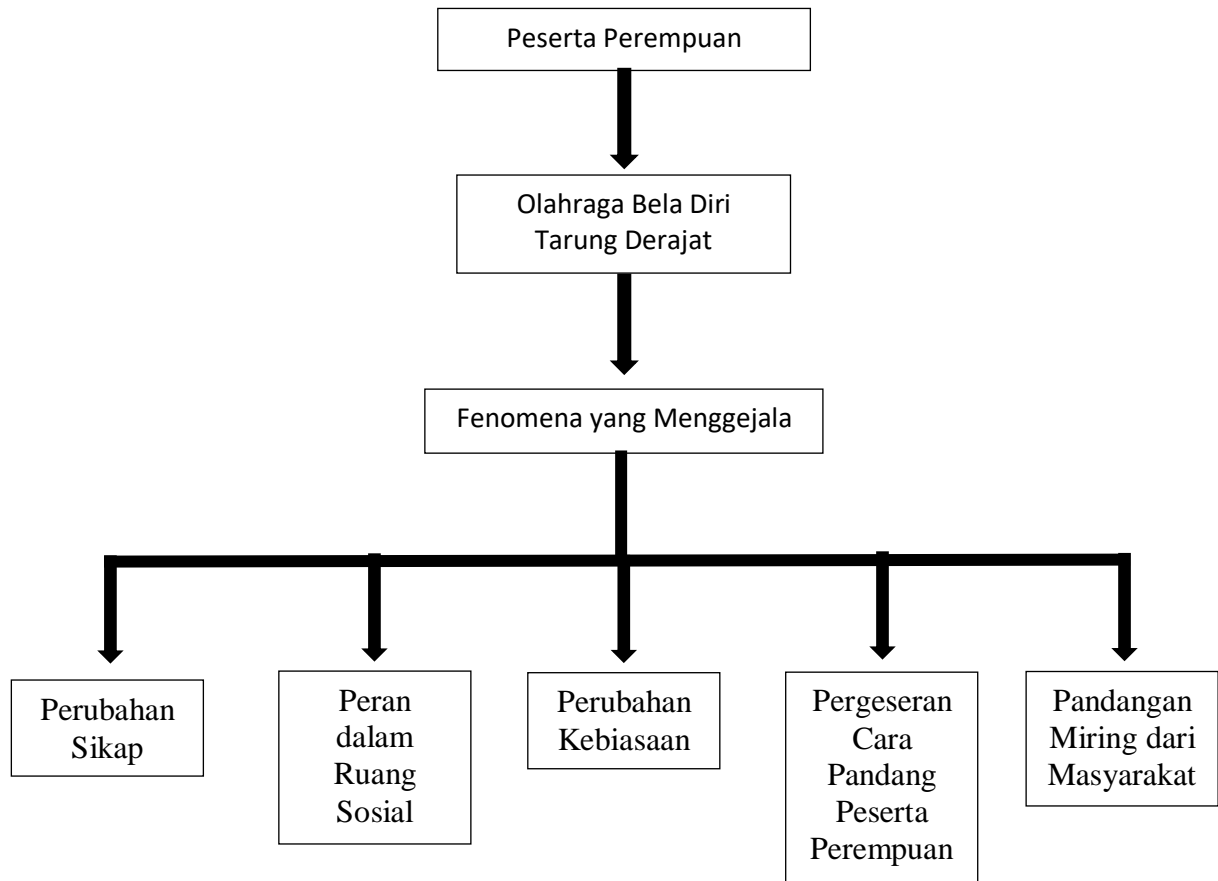 Peserta Perempuan
Olahraga Bela Diri
Tarung Derajat
Fenomena yang Menggejala
Perubahan
Sikap
Peran
dalam
Ruang
Sosial
Perubahan
Kebiasaan
Pergeseran
Cara
Pandang
Peserta
Perempuan
Pandangan
Miring dari
Masyarakat